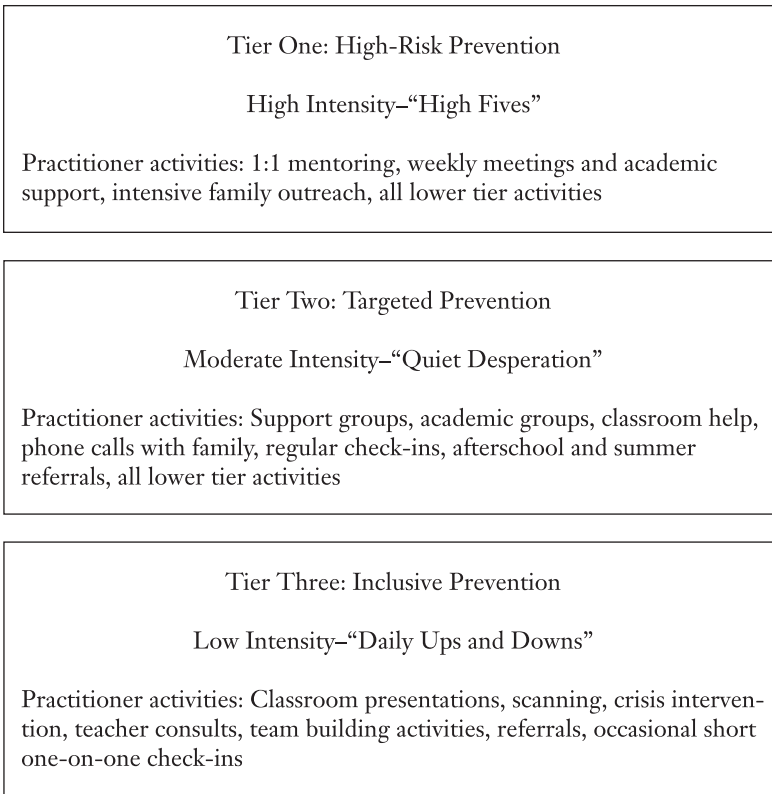 Tier One: High-Risk Prevention
High Intensity–“High Fives”
Practitioner activities: 1:1 mentoring, weekly meetings and academic
support, intensive family outreach, all lower tier activities
Tier Two: Targeted Prevention
Moderate Intensity–“Quiet Desperation”
Practitioner activities: Support groups, academic groups, classroom help,
phone calls with family, regular check-ins, afterschool and summer
referrals, all lower tier activities
Tier Three: Inclusive Prevention
Low Intensity–“Daily Ups and Downs”
Practitioner activities: Classroom presentations, scanning, crisis interven-
tion, teacher consults, team building activities, referrals, occasional short
one-on-one check-ins